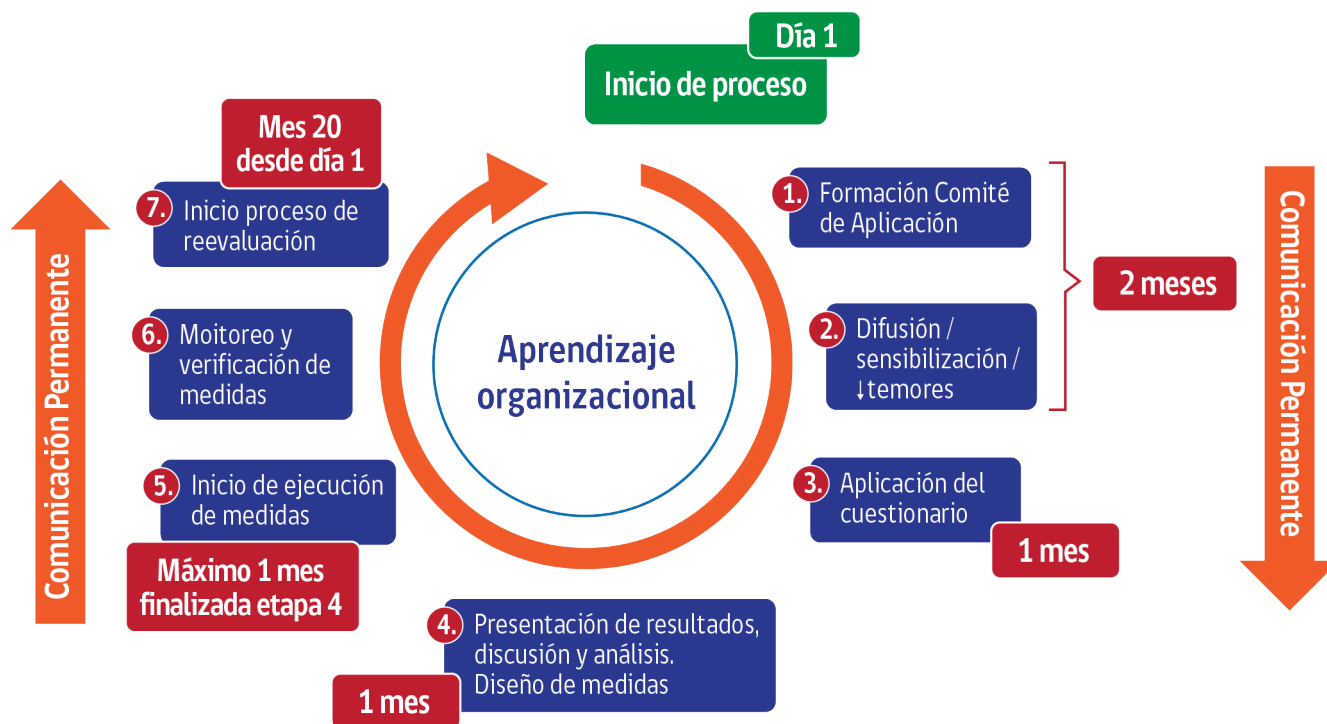 Día 1
Inicio de proceso
1. Formación Comité
de Aplicación
2. Difusión /
sensibilización /
↓temores
2 meses
3. Aplicación del
cuestionario
1 mes
4. Presentación de resultados,
discusión y análisis.
Diseño de medidas
1 mes
5. Inicio de ejecución
de medidas
Máximo 1 mes
finalizada etapa 4
6. Moitoreo y
verificación de
medidas
Mes 20
desde día 1
7. Inicio proceso de
reevaluación
Aprendizaje
organizacional
Comunicación Permanente
Comunicación Permanente